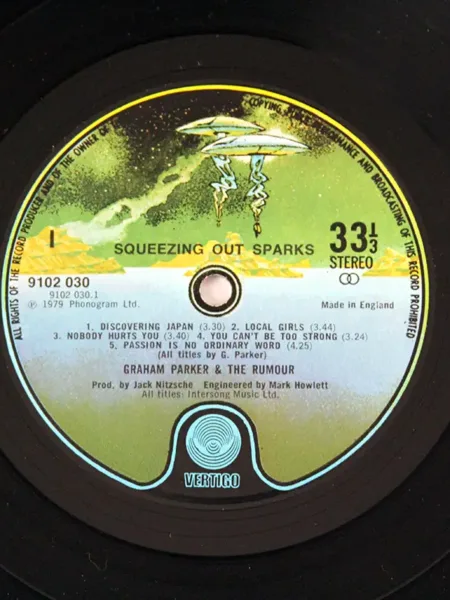 ALL RIGHTS OF THE RECORD PRODUCER AND OF THE OWNER OF
COPYING, PERFORMANCE AND BROADCASTING OF THIS RECORD PROHIBITED
I
SQUEEZING OUT SPARKS
33 1/3
STEREO
9102 030
9102 030.1
℗ 1979 Phonogram Ltd.
Made in England
1. DISCOVERING JAPAN (3.30) 2. LOCAL GIRLS (3.44)
3. NOBODY HURTS YOU (3.40) 4. YOU CAN'T BE TOO STRONG (3.24)
5. PASSION IS NO ORDINARY WORD (4.25)
(All titles by G. Parker)
GRAHAM PARKER & THE RUMOUR
Prod. by Jack Nitzsche Engineered by Mark Howlett
All titles: Intersong Music Ltd.
VERTIGO